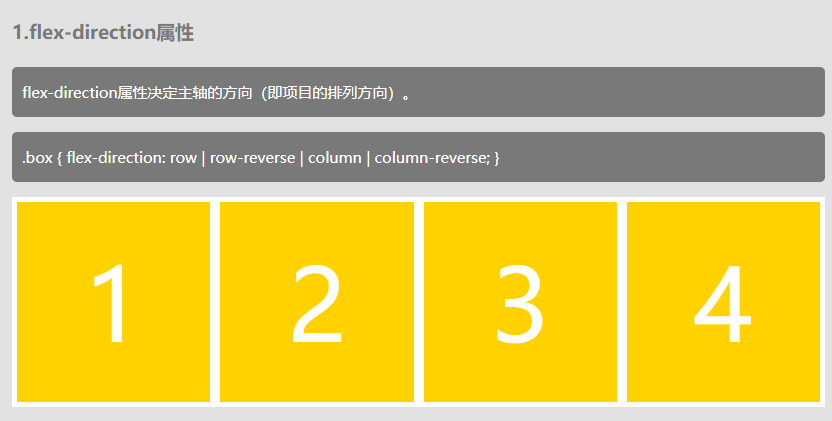 1.flex-direction属性
flex-direction属性决定主轴的方向（即项目的排列方向）。
.box { flex-direction: row | row-reverse | column | column-reverse; }
1 2 3 4